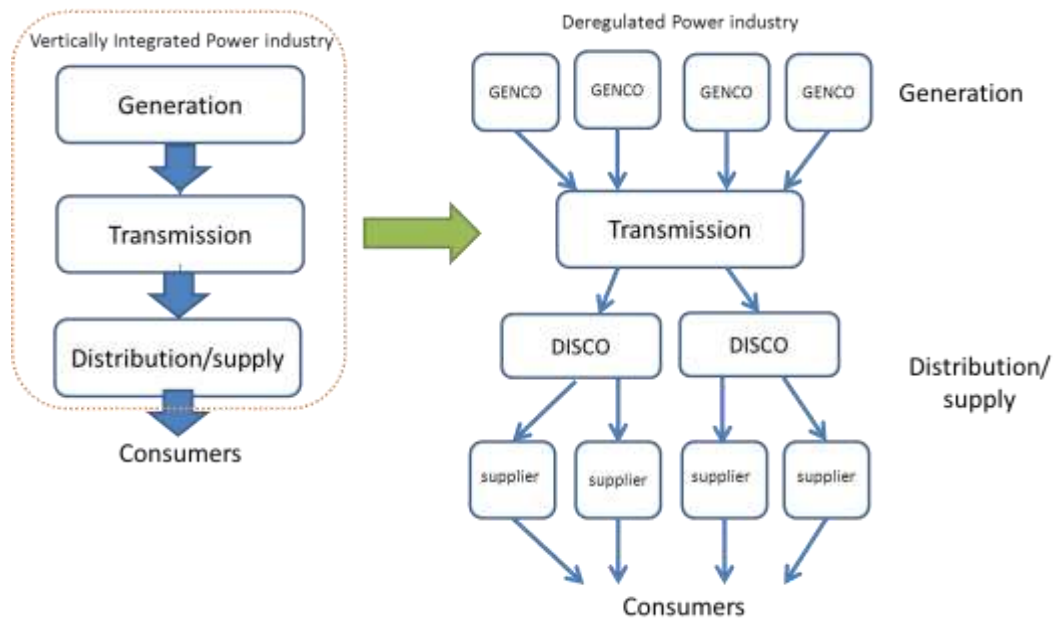 Vertically Integrated Power industry
Generation
Transmission
Distribution/supply
Consumers
Deregulated Power industry
GENCO
GENCO
GENCO
GENCO
Generation
Transmission
DISCO
DISCO
Distribution/
supply
supplier
supplier
supplier
supplier
Consumers